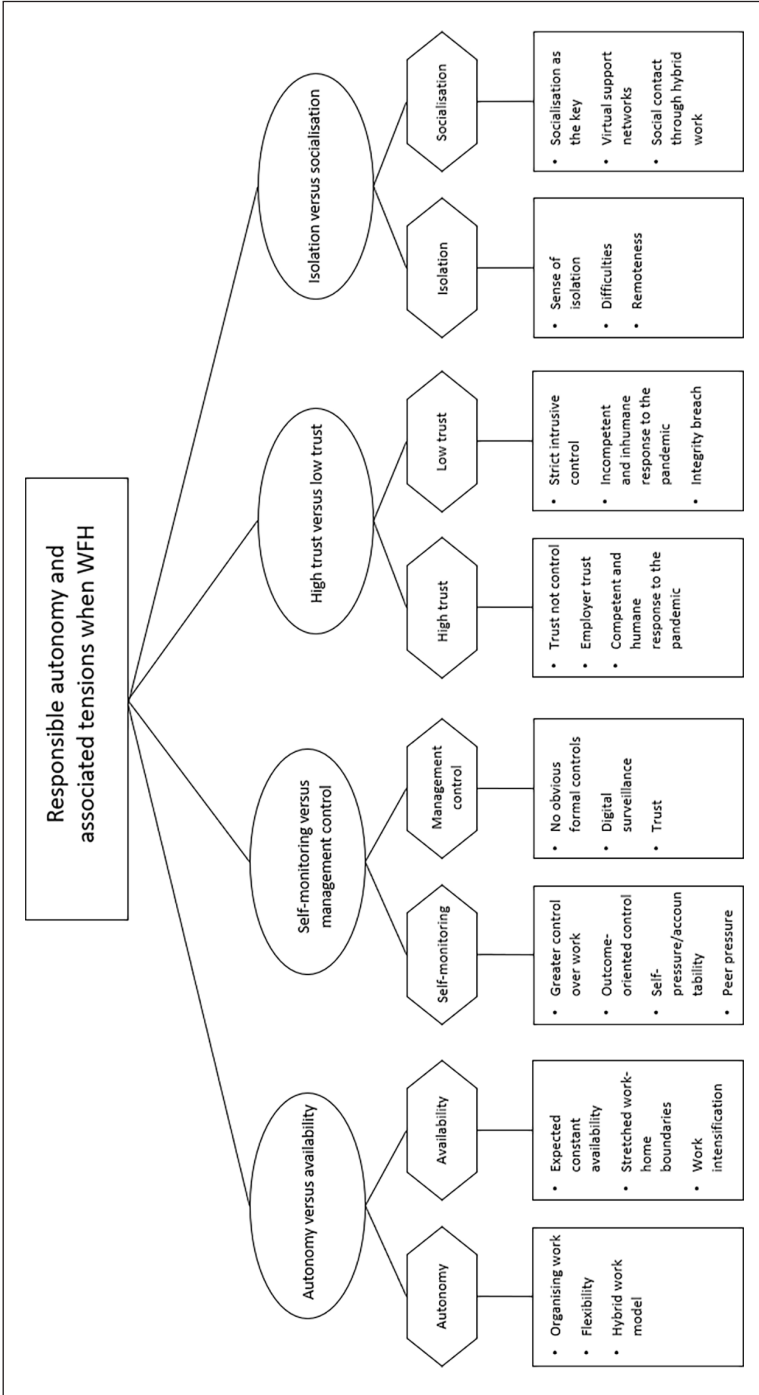 Responsible autonomy and
associated tensions when WFH
Autonomy versus availability
Self-monitoring versus
management control
High trust versus low trust
Isolation versus socialisation
Autonomy
Availability
Self-monitoring
Management
control
High trust
Low trust
Isolation
Socialisation
• Organising work
• Flexibility
• Hybrid work
model
• Expected
constant
availability
• Stretched work-
home
boundaries
• Work
intensification
• Greater control
over work
• Outcome-
oriented control
• Self-
pressure/accoun
tability
• Peer pressure
• No obvious
formal controls
• Digital
surveillance
• Trust
• Trust not control
• Employer trust
• Competent and
humane
response to the
pandemic
• Strict intrusive
control
• Incompetent
and inhumane
response to the
pandemic
• Integrity breach
• Sense of
isolation
• Difficulties
• Remoteness
• Socialisation as
the key
• Virtual support
networks
• Social contact
through hybrid
work